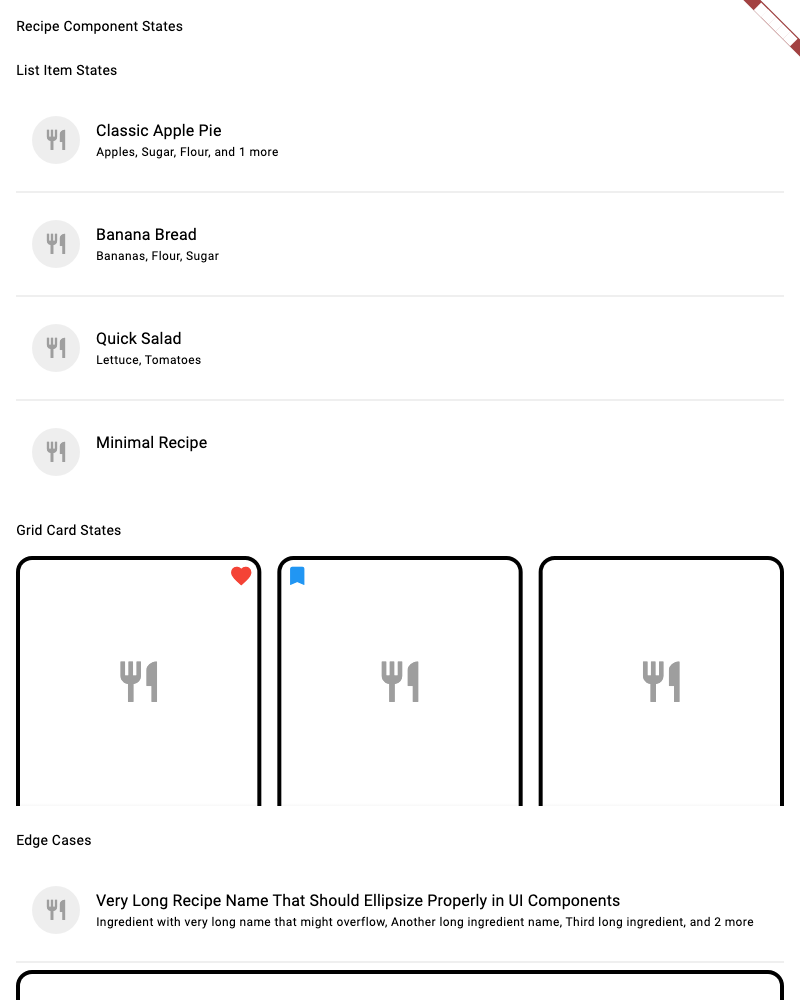 Recipe Component States
List Item States
Classic Apple Pie
Apples, Sugar, Flour, and 1 more
Banana Bread
Bananas, Flour, Sugar
Quick Salad
Lettuce, Tomatoes
Minimal Recipe
Grid Card States
Edge Cases
Very Long Recipe Name That Should Ellipsize Properly in UI Components
Ingredient with very long name that might overflow, Another long ingredient name, Third long ingredient, and 2 more